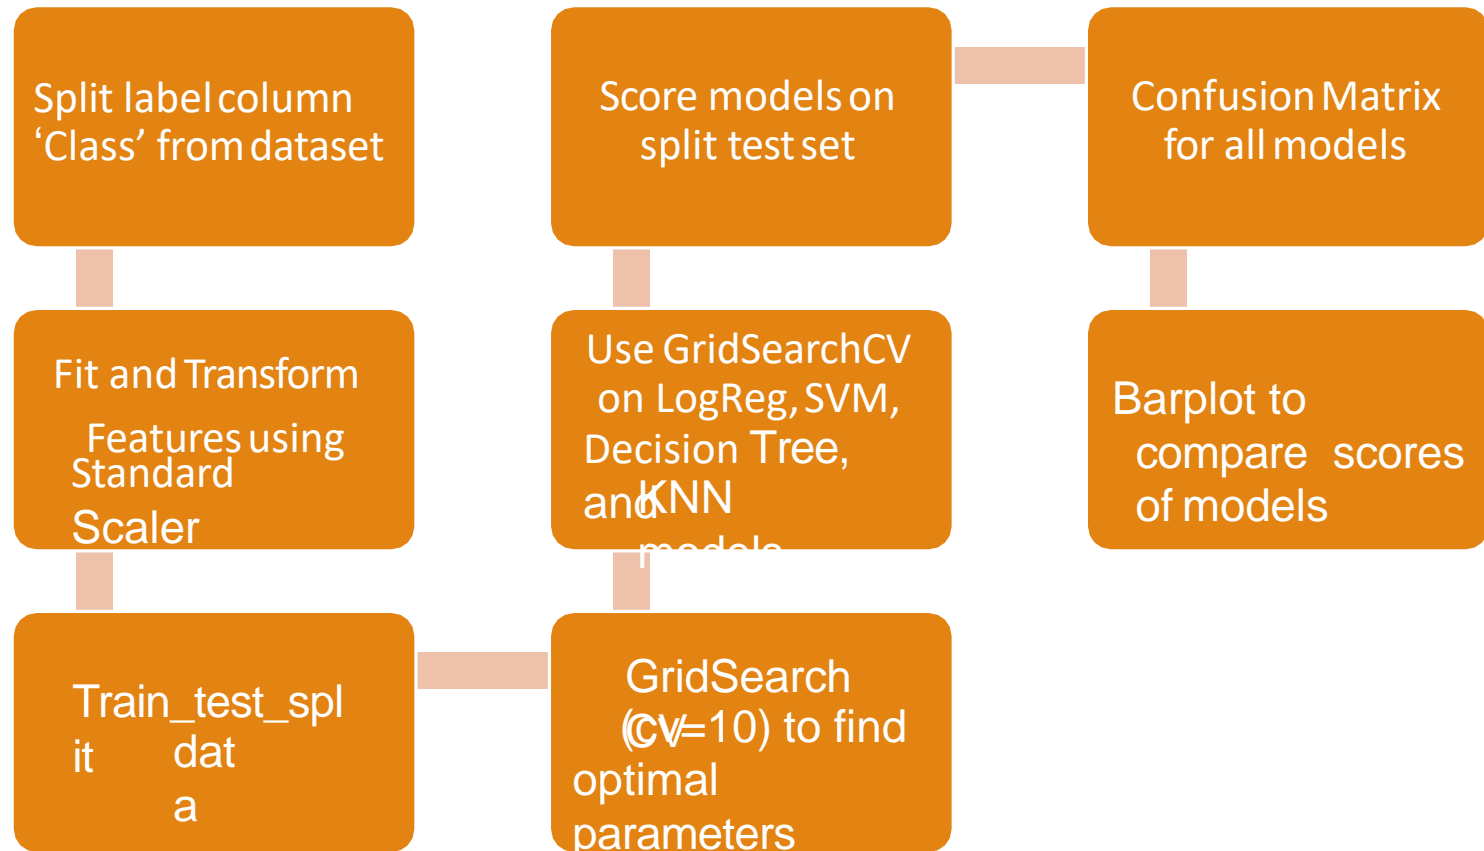 Split label column
‘Class’ from dataset
Fit and Transform
Features using
Standard
Scaler
Train_test_spl
it
dat
a
GridSearch
CV
(cv=10) to find
optimal
parameters
Use GridSearchCV
on LogReg, SVM,
Decision Tree,
and
KNN
models
Score models on
split test set
Confusion Matrix
for all models
Barplot to
compare scores
of models